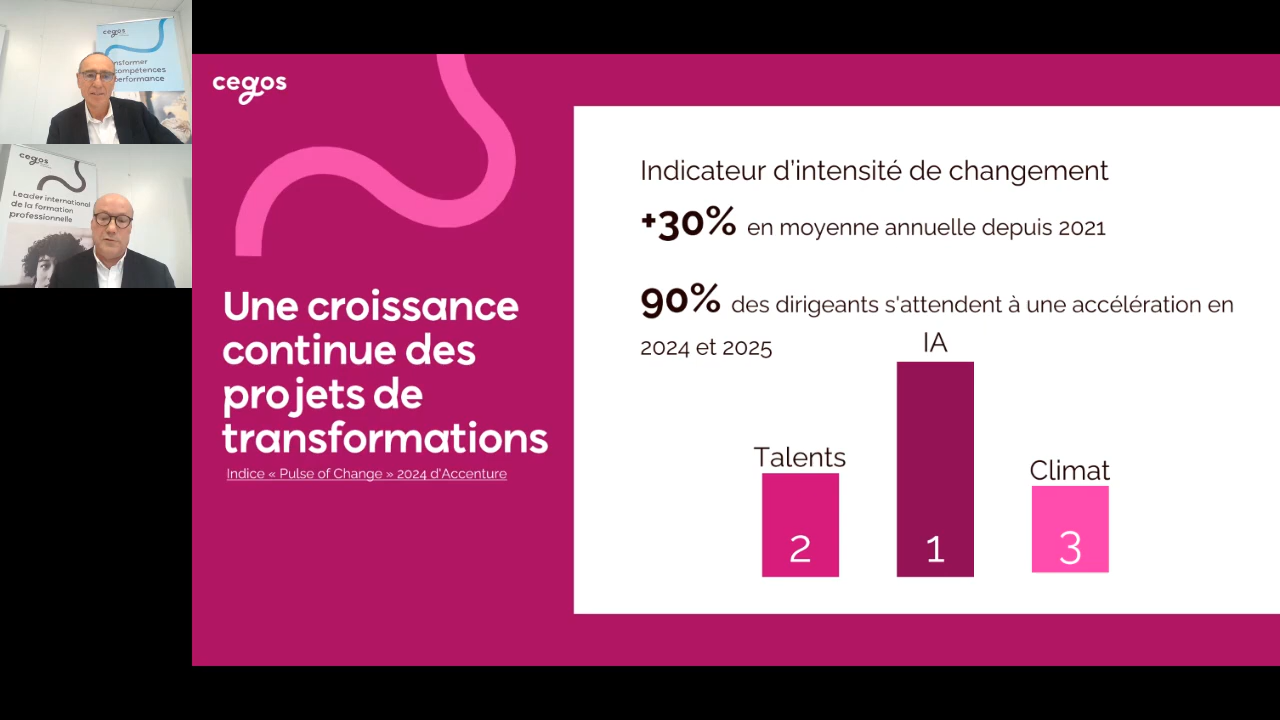 cegos
nsformer
compétences
performance
cegos
Leader international
de la formation
professionnelle
cegos
Une croissance
continue des
projets de
transformations
Indice « Pulse of Change » 2024 d'Accenture
Indicateur d'intensité de changement
+30% en moyenne annuelle depuis 2021
90% des dirigeants s'attendent à une accélération en
2024 et 2025
IA
Talents
Climat
2
1
3